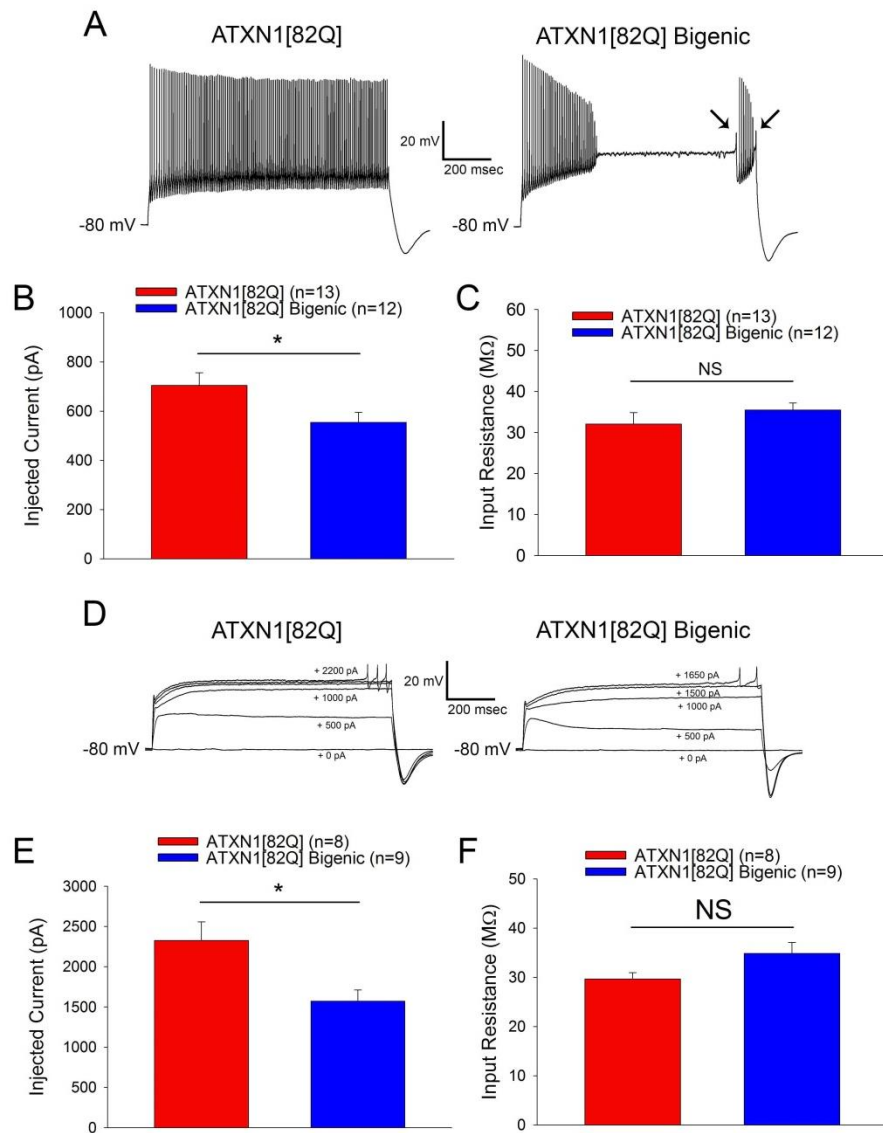 A
ATXN1[82Q]
ATXN1[82Q] Bigenic
20 mV
200 msec
-80 mV
-80 mV
B
ATXN1[82Q] (n=13)
ATXN1[82Q] Bigenic (n=12)
*
Injected Current (pA)
1000
800
600
400
200
0
C
ATXN1[82Q] (n=13)
ATXN1[82Q] Bigenic (n=12)
NS
Input Resistance (MΩ)
60
50
40
30
20
10
0
D
ATXN1[82Q]
ATXN1[82Q] Bigenic
+ 2200 pA
+ 1000 pA
+ 500 pA
+ 0 pA
-80 mV
20 mV
200 msec
+ 1650 pA
+ 1500 pA
+ 1000 pA
+ 500 pA
+ 0 pA
-80 mV
E
ATXN1[82Q] (n=8)
ATXN1[82Q] Bigenic (n=9)
*
Injected Current (pA)
3000
2500
2000
1500
1000
500
0
F
ATXN1[82Q] (n=8)
ATXN1[82Q] Bigenic (n=9)
NS
Input Resistance (MΩ)
50
40
30
20
10
0